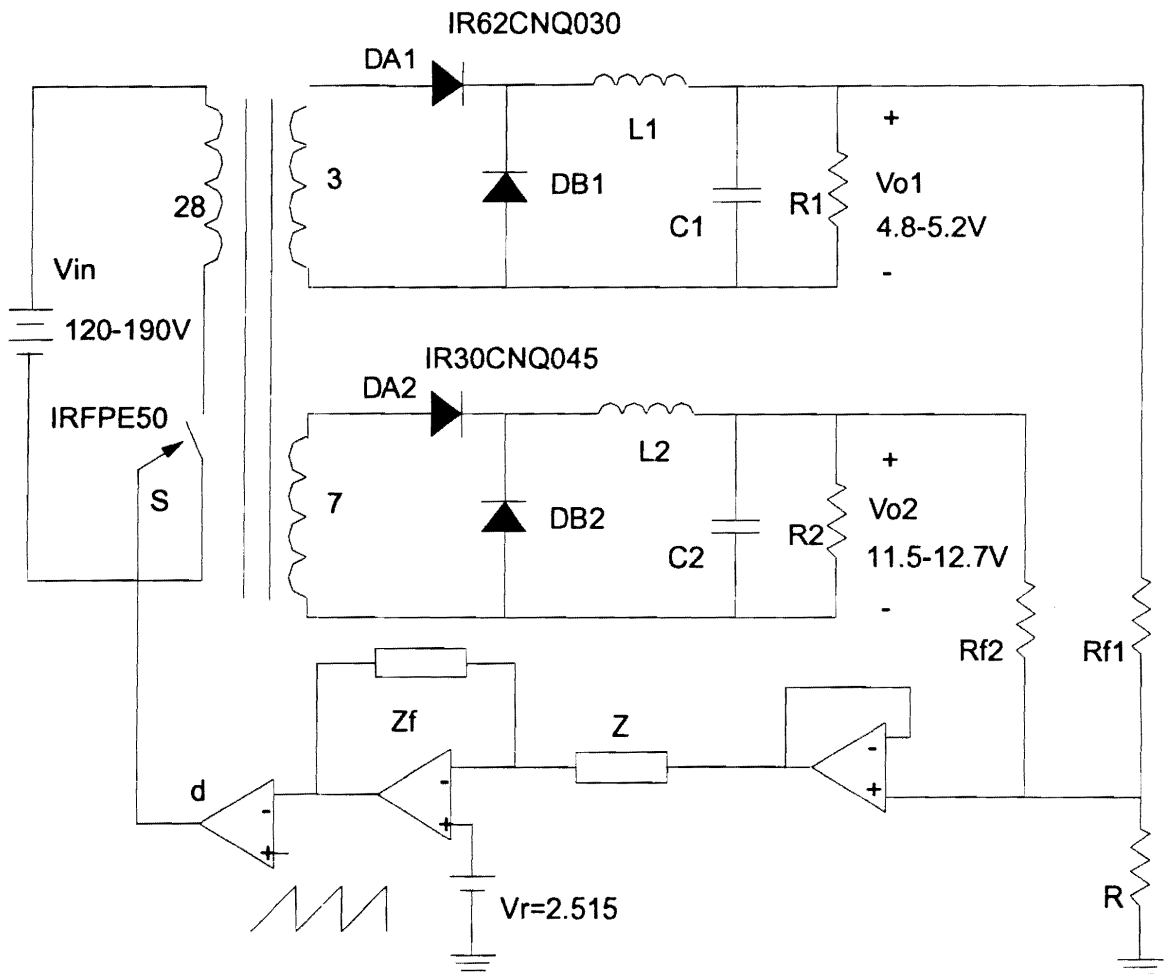 IR62CNQ030
DA1
L1
3
DB1
28
C1
R1
+
Vo1
4.8-5.2V
-
Vin
120-190V
IR30CNQ045
DA2
IRFPE50
S
L2
7
DB2
C2
R2
+
Vo2
11.5-12.7V
-
Rf2
Rf1
Zf
Z
-
+
d
-
+
-
+
Vr=2.515
R